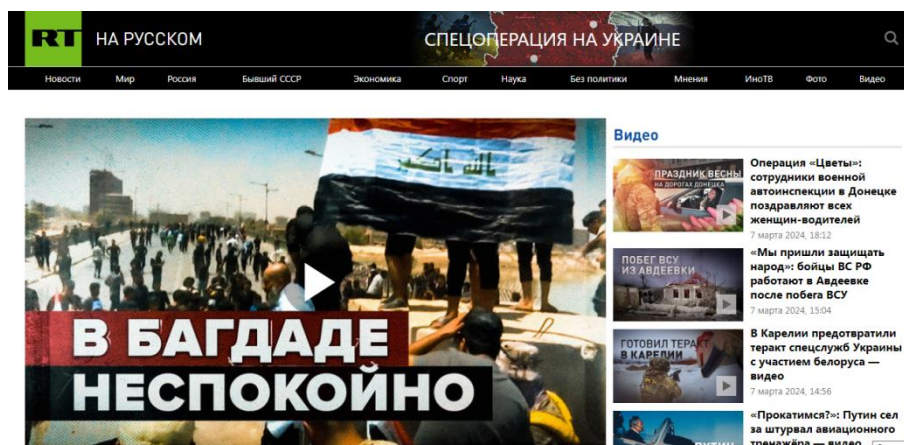 RT НА РУССКОМ
СПЕЦОПЕРАЦИЯ НА УКРАИНЕ
Новости Мир Россия Бывший СССР Экономика Спорт Наука Без политики Мнения ИноТВ Фото Видео
الله اكبر
В БАГДАДЕ
НЕСПОКОЙНО
Видео
ПРАЗДНИК ВЕСНЫ
НА ДОРОГАХ ДОНЕЦКА
Операция «Цветы»:
сотрудники военной
автоинспекции в Донецке
поздравляют всех
женщин-водителей
7 марта 2024, 18:12
ПОБЕГ ВСУ
ИЗ АВДЕЕВКИ
«Мы пришли защищать
народ»: бойцы ВС РФ
работают в Авдеевке
после побега ВСУ
7 марта 2024, 15:04
ГОТОВИЛ ТЕРАКТ
В КАРЕЛИИ
В Карелии предотвратили
теракт спецслужб Украины
с участием белоруса —
видео
7 марта 2024, 14:56
«Прокатимся?»: Путин сел
за штурвал авиационного
тренажёра — видео